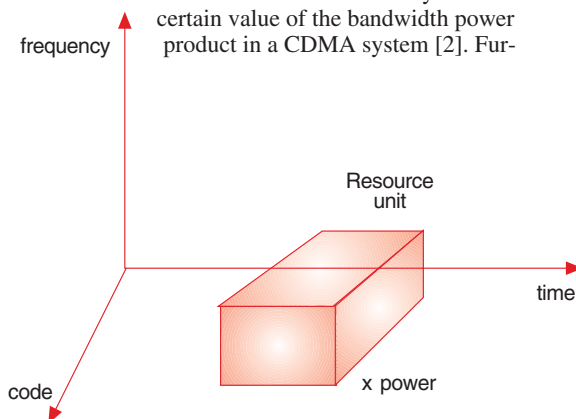 certain value of the bandwidth power
frequency
product in a CDMA system [2]. Fur-
Resource
unit
time
x power
code